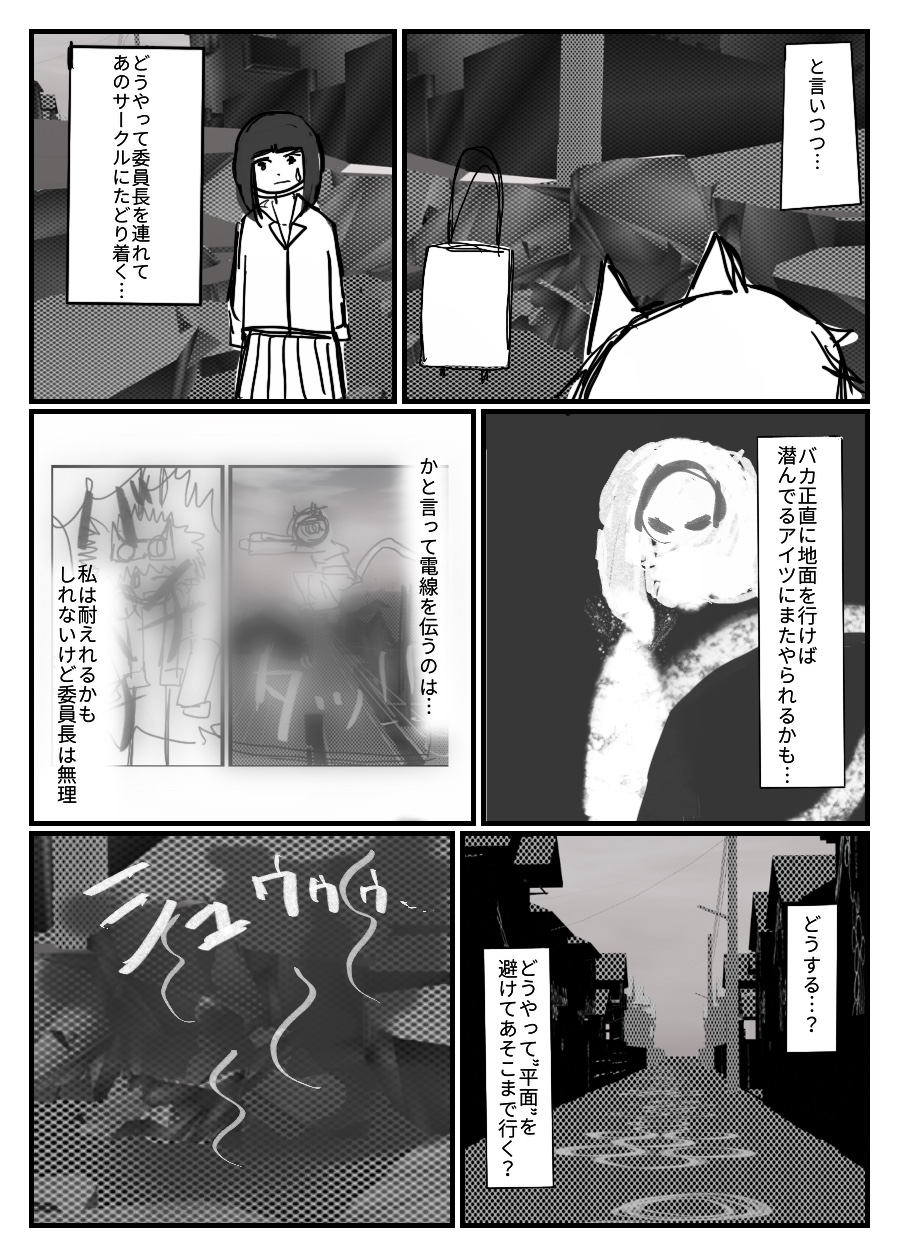 と言いつつ…
どうやって委員長を連れて
あのサークルにたどり着く…
バカ正直に地面を行けば
潜んでるアイツにまたやられるかも…
かと言って電線を伝うのは…
ダッ
私は耐えれるかも
しれないけど委員長は無理
どうする…?
どうやって”平面”を
避けてあそこまで行く?
シュウゥゥ